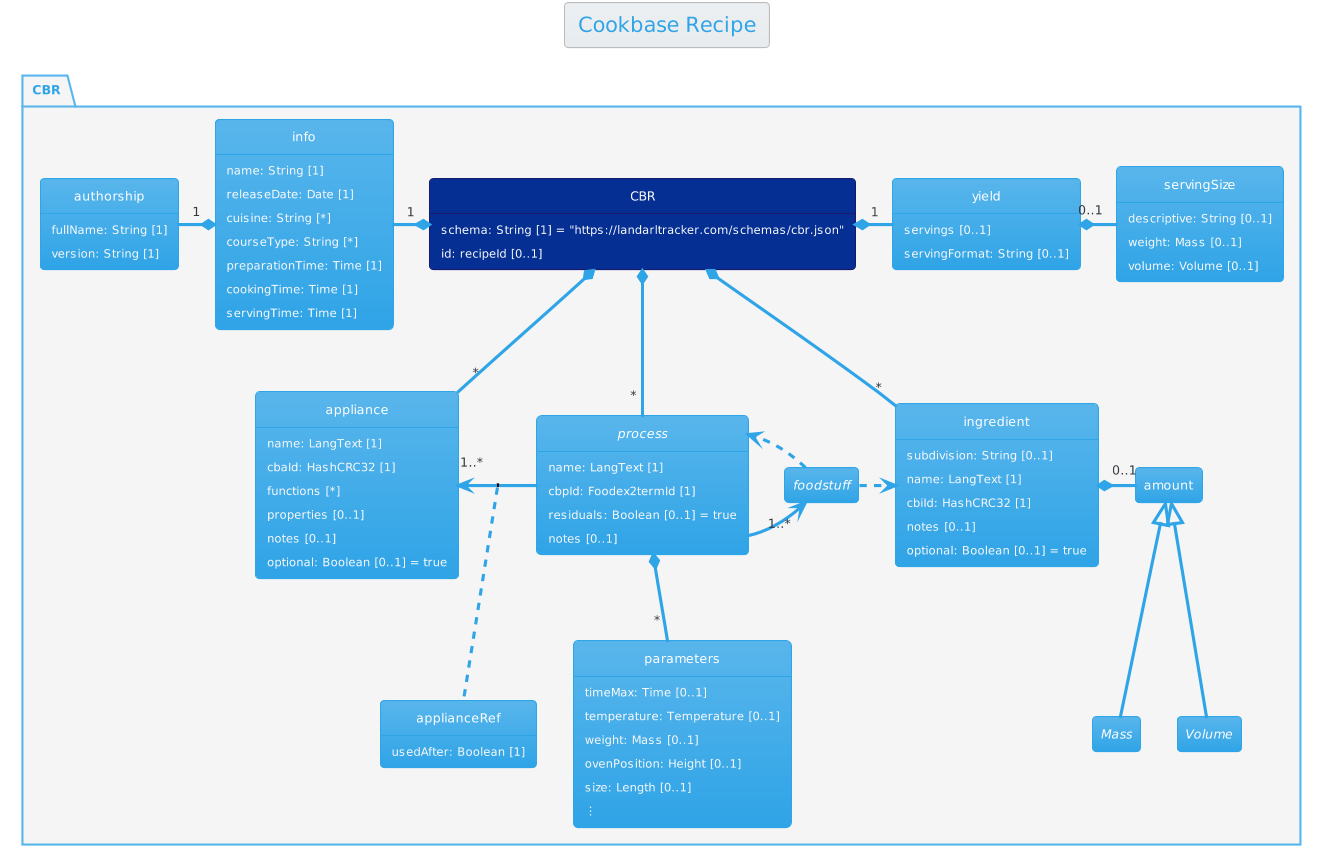 Cookbase Recipe
CBR
authorship
fullName: String [1]
version: String [1]
1
info
name: String [1]
releaseDate: Date [1]
cuisine: String [*]
courseType: String [*]
preparationTime: Time [1]
cookingTime: Time [1]
servingTime: Time [1]
1
CBR
schema: String [1] = "https://landarltracker.com/schemas/cbr.json"
id: recipeId [0..1]
1
yield
servings [0..1]
servingFormat: String [0..1]
0..1
servingSize
descriptive: String [0..1]
weight: Mass [0..1]
volume: Volume [0..1]
*
*
*
appliance
name: LangText [1]
cbaId: HashCRC32 [1]
functions [*]
properties [0..1]
notes [0..1]
optional: Boolean [0..1] = true
1..*
process
name: LangText [1]
cbpId: Foodex2termId [1]
residuals: Boolean [0..1] = true
notes [0..1]
foodstuff
1..*
ingredient
subdivision: String [0..1]
name: LangText [1]
cbiId: HashCRC32 [1]
notes [0..1]
optional: Boolean [0..1] = true
0..1
amount
*
applianceRef
usedAfter: Boolean [1]
parameters
timeMax: Time [0..1]
temperature: Temperature [0..1]
weight: Mass [0..1]
ovenPosition: Height [0..1]
size: Length [0..1]
⋮
Mass
Volume